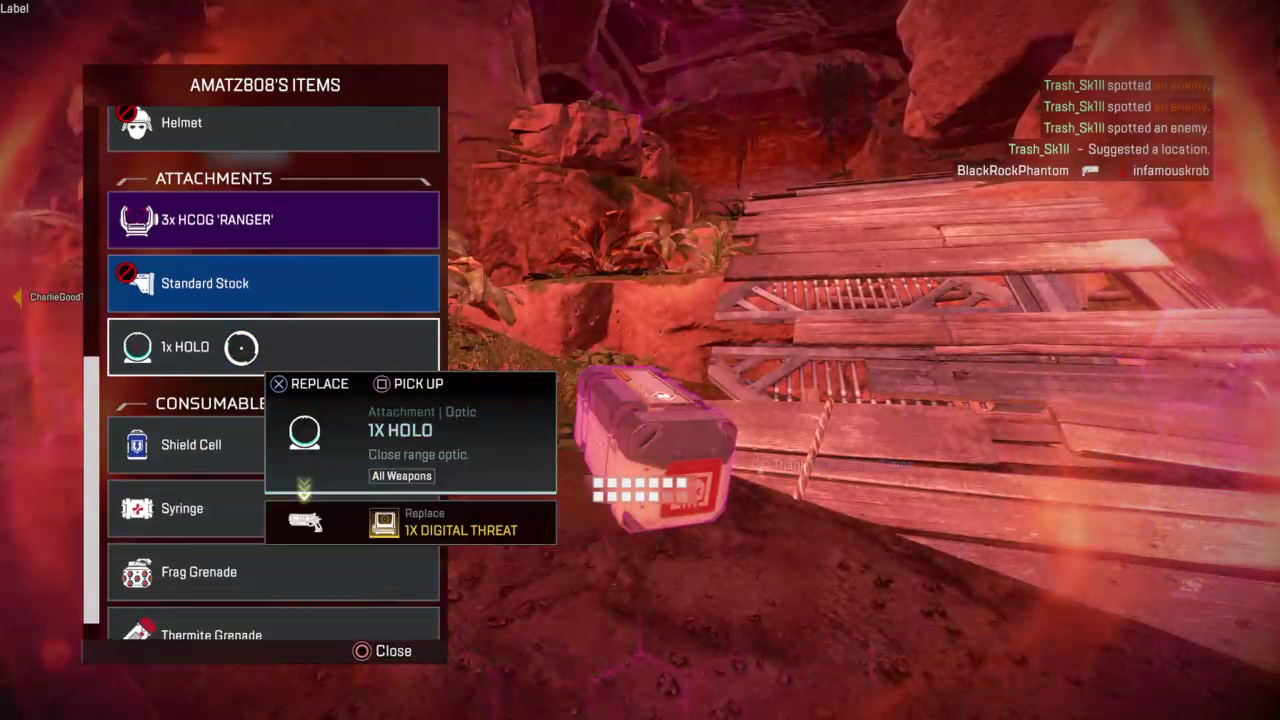 Label
AMATZ808'S ITEMS
Helmet
ATTACHMENTS
3x HCOG 'RANGER'
Standard Stock
1x HOLO
REPLACE
PICK UP
Attachment | Optic
1X HOLO
Close range optic.
All Weapons
Replace
1X DIGITAL THREAT
CONSUMABLE
Shield Cell
Syringe
Frag Grenade
Thermite Grenade
Close
Trash_Sk1ll spotted an enemy.
Trash_Sk1ll spotted an enemy.
Trash_Sk1ll spotted an enemy.
Trash_Sk1ll - Suggested a location.
BlackRockPhantom infamouskrob